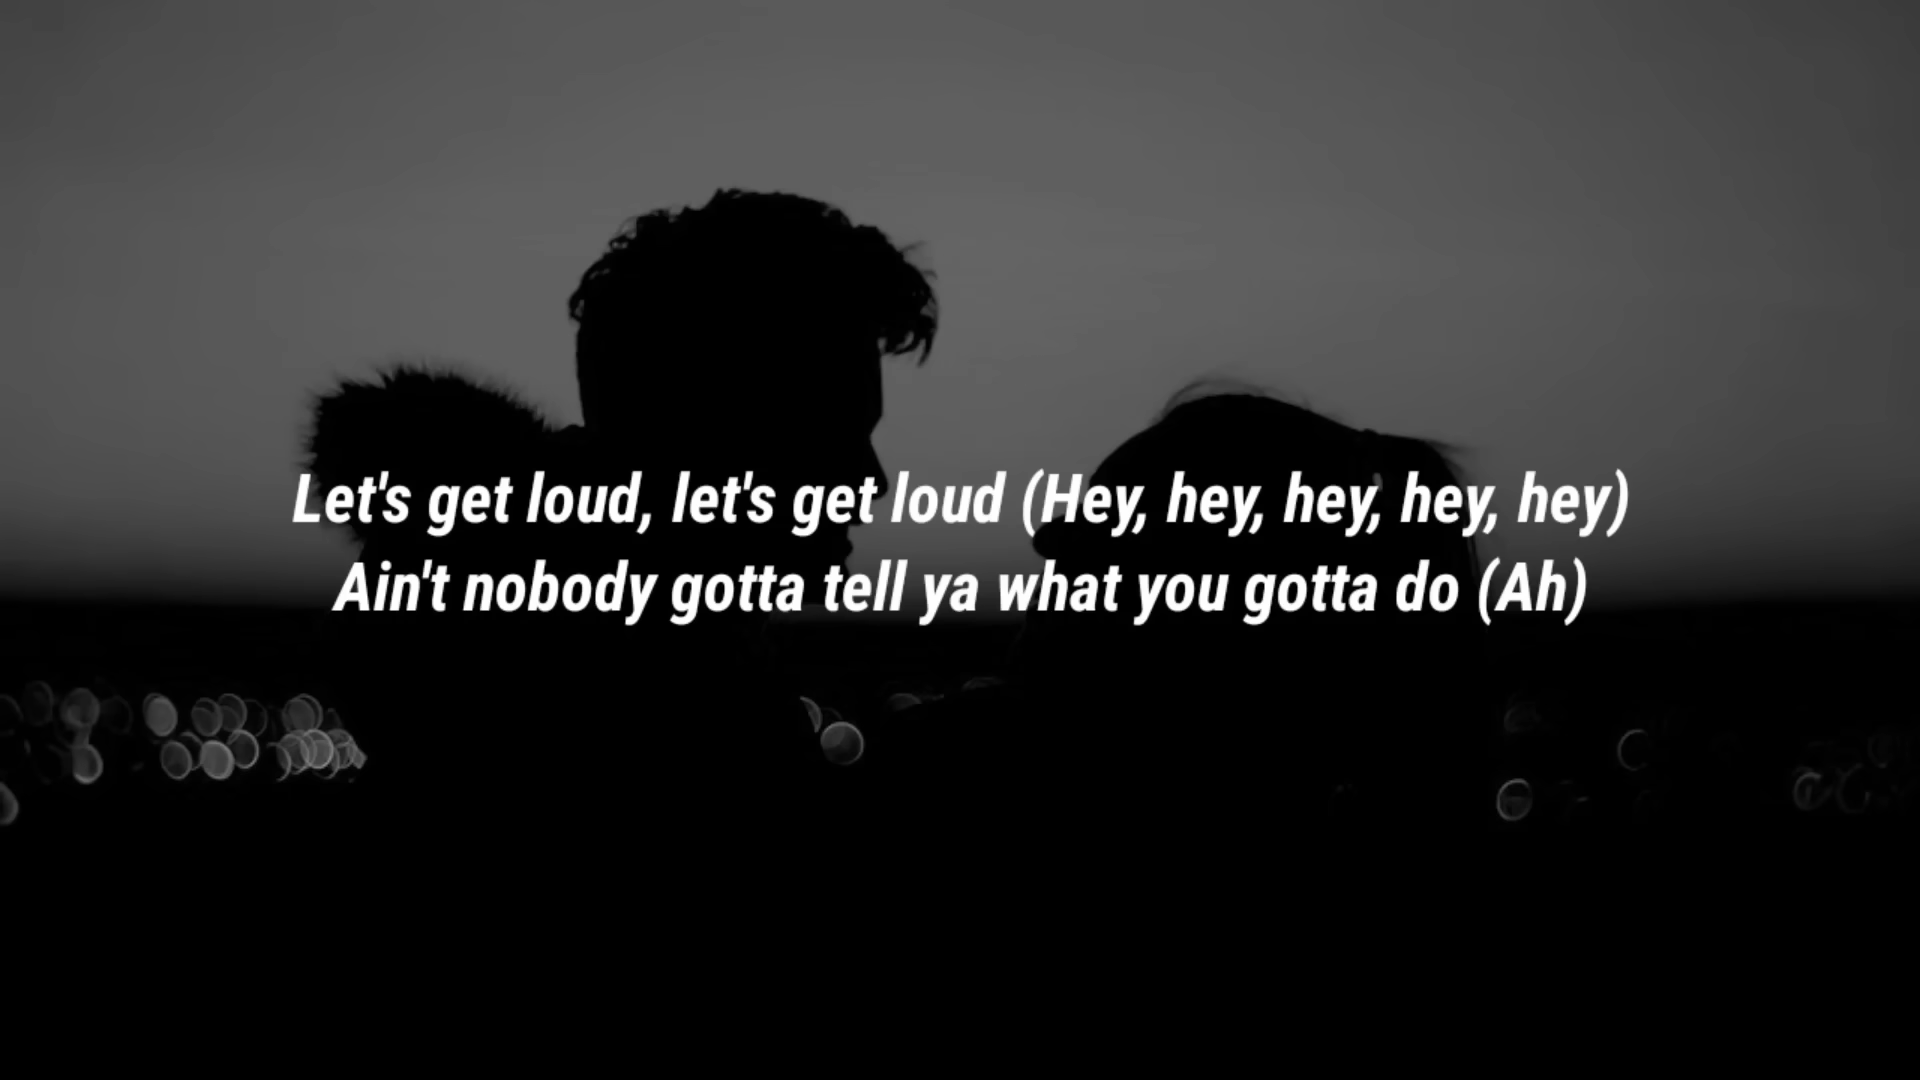 Let's get loud, let's get loud (Hey, hey, hey, hey, hey)
Ain't nobody gotta tell ya what you gotta do (Ah)